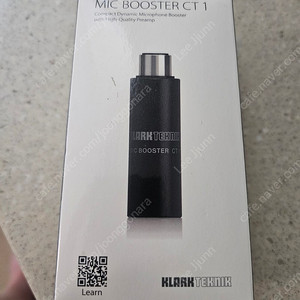 MIC BOOSTER CT 1
Compact Dynamic Microphone Booster
with High-Quality Preamp
KLARK TEKNIK
MIC BOOSTER CT
Learn
KLARK TEKNIK